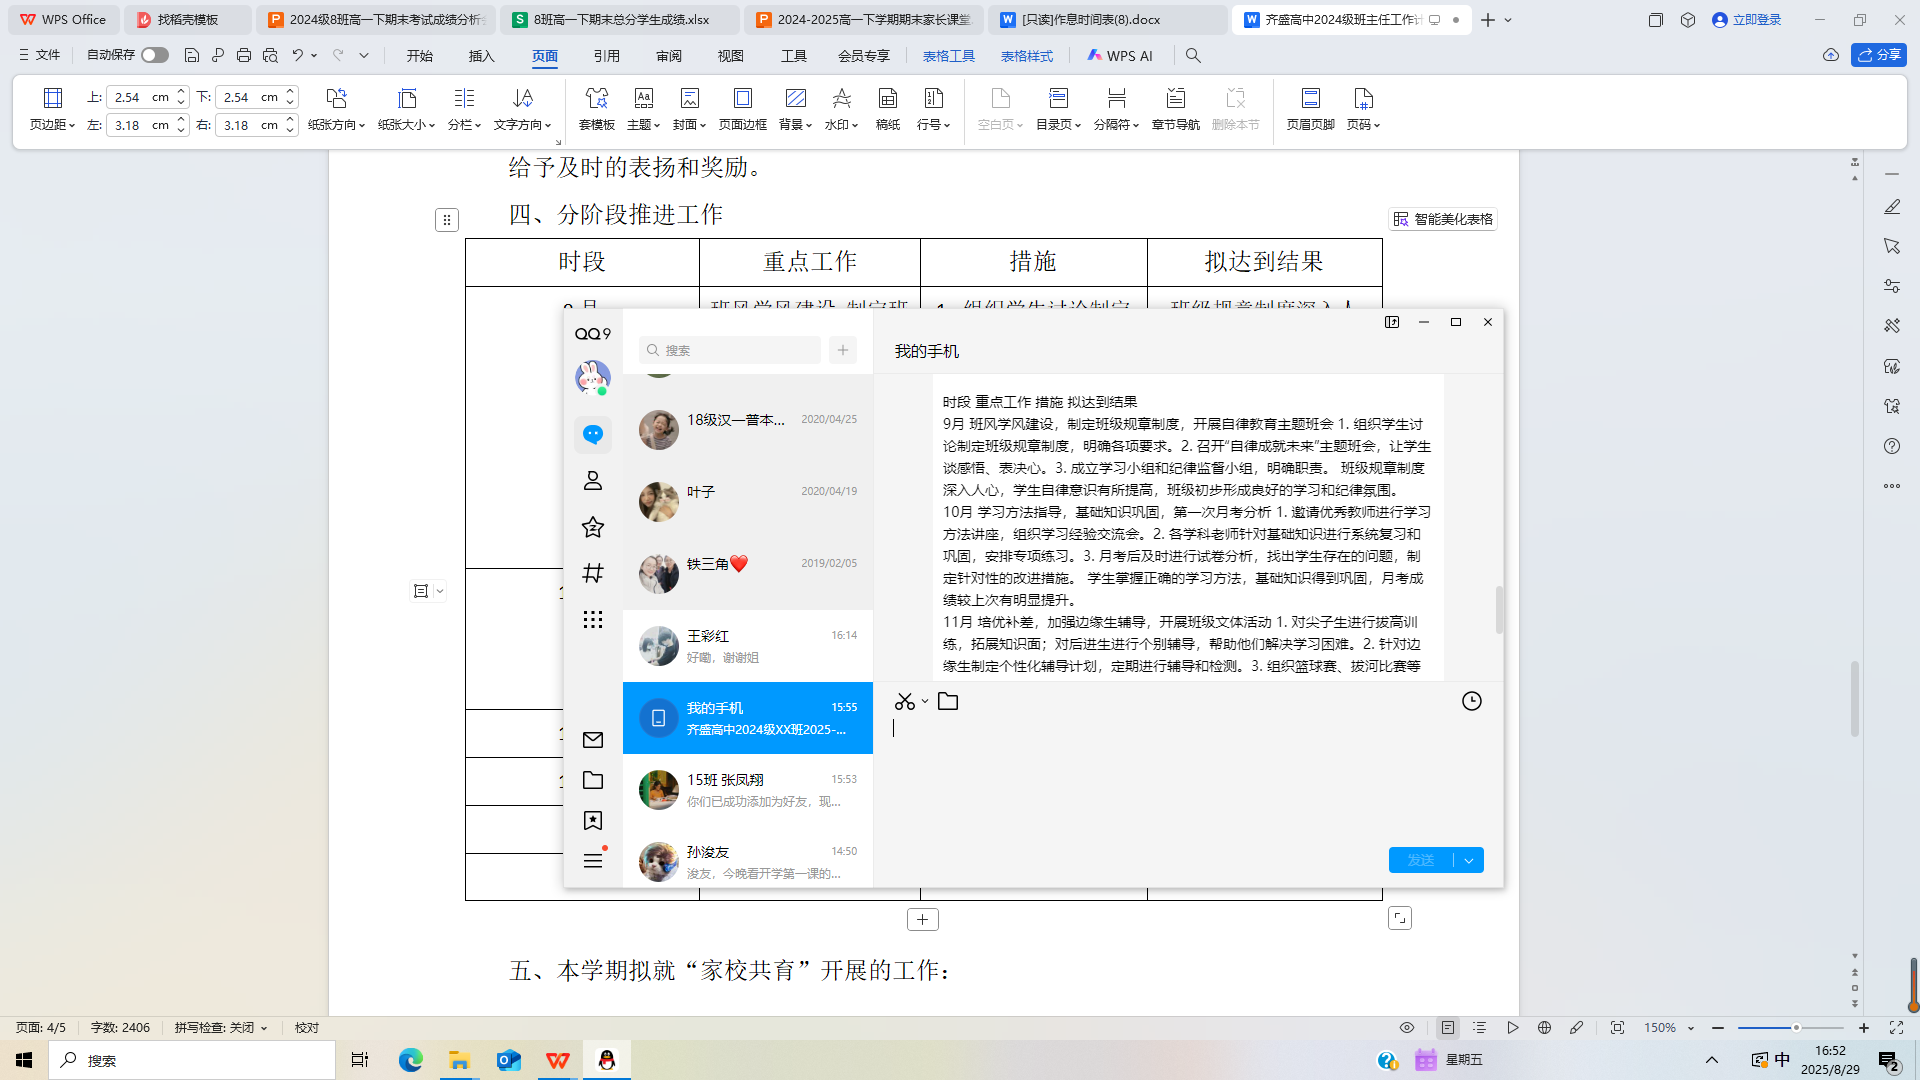 WPS Office
找稻壳模板
2024级8班高一下期末考试成绩分析
8班高一下期末总分学生成绩.xlsx
2024-2025高一下学期期末家长课堂
[只读]作息时间表(8).docx
齐盛高中2024级班主任工作
立即登录
文件
自动保存
开始
插入
页面
引用
审阅
视图
工具
会员专享
表格工具
表格样式
WPS AI
分享
页边距
上: 2.54 cm
下: 2.54 cm
左: 3.18 cm
右: 3.18 cm
纸张方向
纸张大小
分栏
文字方向
套模板
主题
封面
页面边框
背景
水印
稿纸
行号
空白页
目录页
分隔符
章节导航
删除本节
页眉页脚
页码
给予及时的表扬和奖励。
四、分阶段推进工作
智能美化表格
时段 重点工作 措施 拟达到结果
QQ9
搜索
18级汉一普本... 2020/04/25
叶子 2020/04/19
铁三角❤️ 2019/02/05
王彩红 16:14
好嘞，谢谢姐
我的手机 15:55
齐盛高中2024级XX班2025-...
15班 张凤翔 15:53
你们已成功添加为好友，现...
孙浚友 14:50
浚友，今晚看开学第一课的...
我的手机
时段 重点工作 措施 拟达到结果
9月 班风学风建设，制定班级规章制度，开展自律教育主题班会 1. 组织学生讨
论制定班级规章制度，明确各项要求。2. 召开“自律成就未来”主题班会，让学生
谈感悟、表决心。3. 成立学习小组和纪律监督小组，明确职责。 班级规章制度
深入人心，学生自律意识有所提高，班级初步形成良好的学习和纪律氛围。
10月 学习方法指导，基础知识巩固，第一次月考分析 1. 邀请优秀教师进行学习
方法讲座，组织学习经验交流会。2. 各学科老师针对基础知识进行系统复习和
巩固，安排专项练习。3. 月考后及时进行试卷分析，找出学生存在的问题，制
定针对性的改进措施。 学生掌握正确的学习方法，基础知识得到巩固，月考成
绩较上次有明显提升。
11月 培优补差，加强边缘生辅导，开展班级文体活动 1. 对尖子生进行拔高训
练，拓展知识面；对后进生进行个别辅导，帮助他们解决学习困难。2. 针对边
缘生制定个性化辅导计划，定期进行辅导和检测。3. 组织篮球赛、拔河比赛等
发送
五、本学期拟就“家校共育”开展的工作：
页面: 4/5
字数: 2406
拼写检查: 关闭
校对
150%
搜索
星期五
中
16:52
2025/8/29
2